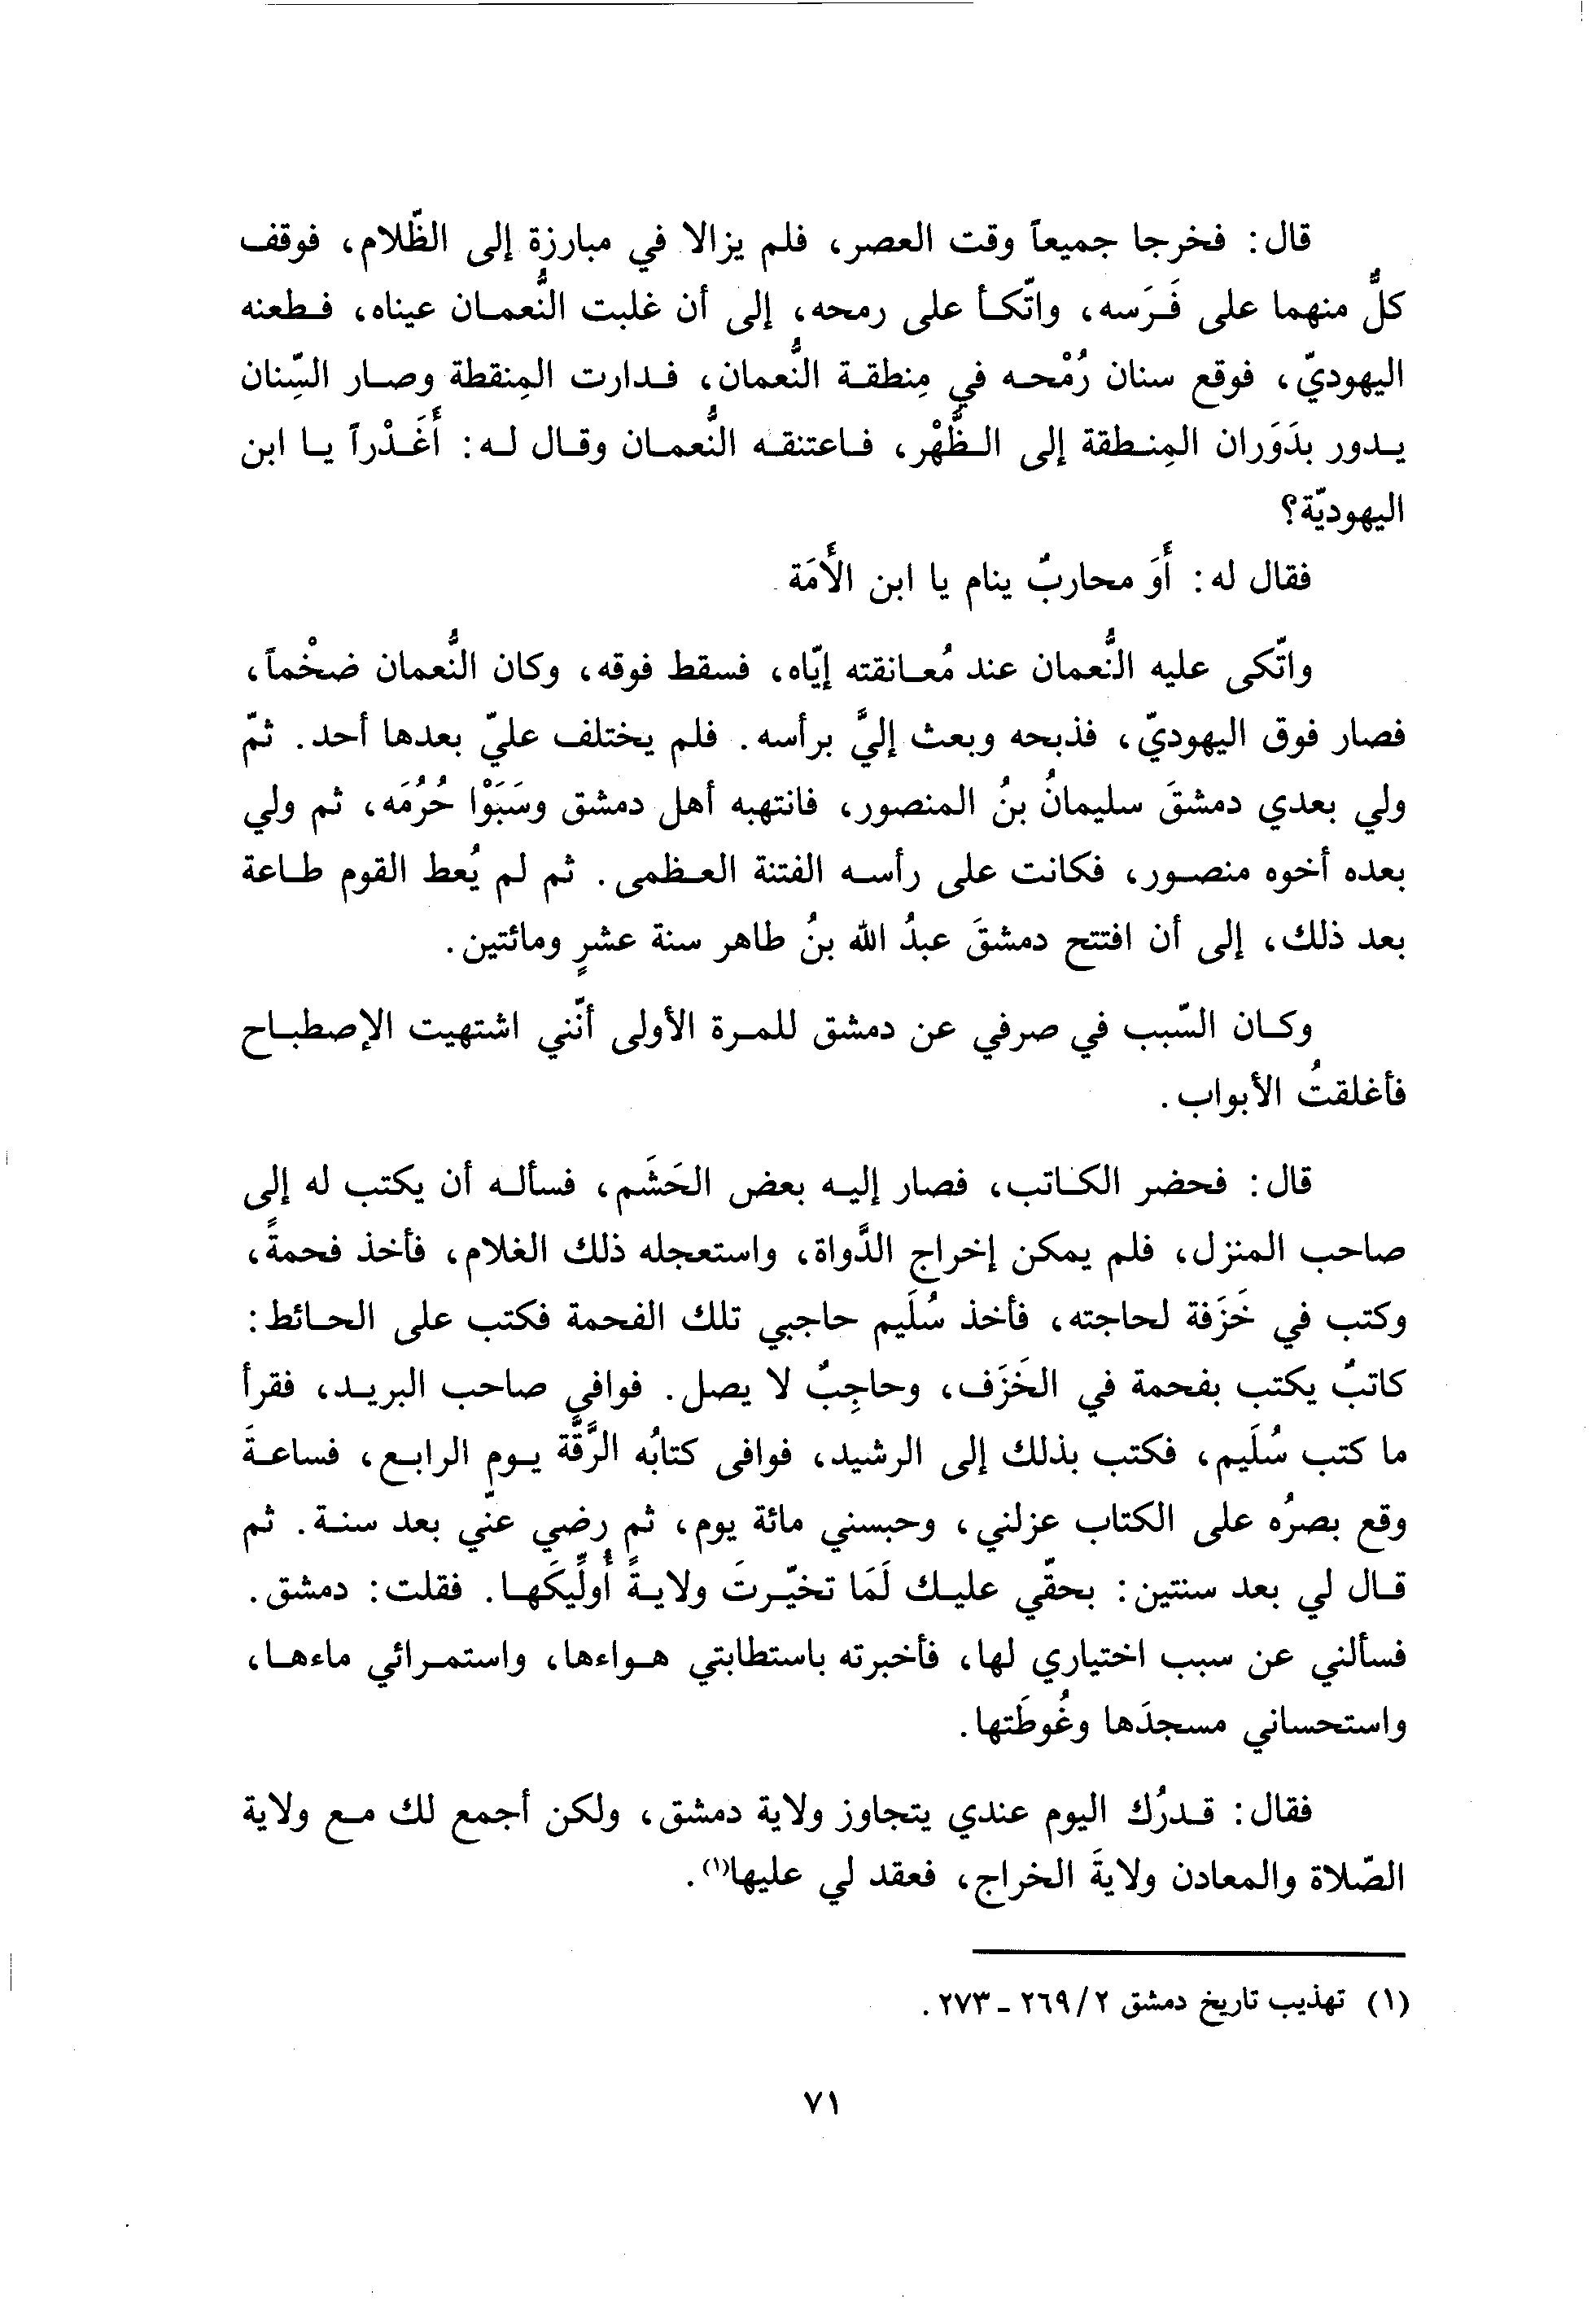 قال: فخرجا جميعاً وقت العصر، فلم يزالا في مبارزة إلى الظّلام، فوقف
كلٌّ منهما على فَرَسه، واتّكأ على رمحه، إلى أن غلبت النُّعمان عيناه، فطعنه
اليهوديّ، فوقع سنان رُمْحه في مِنطقة النُّعمان، فدارت المِنقطة وصار السِّنان
يدور بدَوَران المِنطقة إلى الظَّهْر، فاعتنقه النُّعمان وقال له: أَغَدْراً يا ابن
اليهوديّة؟
فقال له: أَوَ محاربٌ ينام يا ابن الأَمَة
واتّكى عليه النُّعمان عند مُعانقته إيّاه، فسقط فوقه، وكان النُّعمان ضخْماً،
فصار فوق اليهوديّ، فذبحه وبعث إليَّ برأسه. فلم يختلف عليّ بعدها أحد. ثمّ
ولي بعدي دمشقَ سليمانُ بنُ المنصور، فانتهبه أهل دمشق وسَبَوْا حُرُمَه، ثم ولي
بعده أخوه منصور، فكانت على رأسه الفتنة العظمى. ثم لم يُعط القوم طاعة
بعد ذلك، إلى أن افتتح دمشقَ عبدُ الله بنُ طاهر سنة عشرٍ ومائتين.
وكان السّبب في صرفي عن دمشق للمرة الأولى أنّني اشتهيت الإصطباح
فأغلقتُ الأبواب.
قال: فحضر الكاتب، فصار إليه بعض الحَشَم، فسأله أن يكتب له إلى
صاحب المنزل، فلم يمكن إخراج الدَّواة، واستعجله ذلك الغلام، فأخذ فحمةً،
وكتب في خَزَفة لحاجته، فأخذ سُلَيم حاجبي تلك الفحمة فكتب على الحائط:
كاتبٌ يكتب بفحمة في الخَزَف، وحاجِبٌ لا يصل. فوافى صاحب البريد، فقرأ
ما كتب سُلَيم، فكتب بذلك إلى الرشيد، فوافى كتابُه الرَّقَّة يوم الرابع، فساعةَ
وقع بصرُه على الكتاب عزلني، وحبسني مائة يوم، ثم رضي عنّي بعد سنة. ثم
قال لي بعد سنتين: بحقّي عليك لَمَا تخيّرتَ ولايةً أُولِّيكَها. فقلت: دمشق.
فسألني عن سبب اختياري لها، فأخبرته باستطابتي هواءها، واستمرائي ماءها،
واستحساني مسجدَها وغُوطَتها.
فقال: قدرُك اليوم عندي يتجاوز ولاية دمشق، ولكن أجمع لك مع ولاية
الصّلاة والمعادن ولايةَ الخراج، فعقد لي عليها(١).
(١) تهذيب تاريخ دمشق ٢/٢٦٩ - ٢٧٣.
٧١